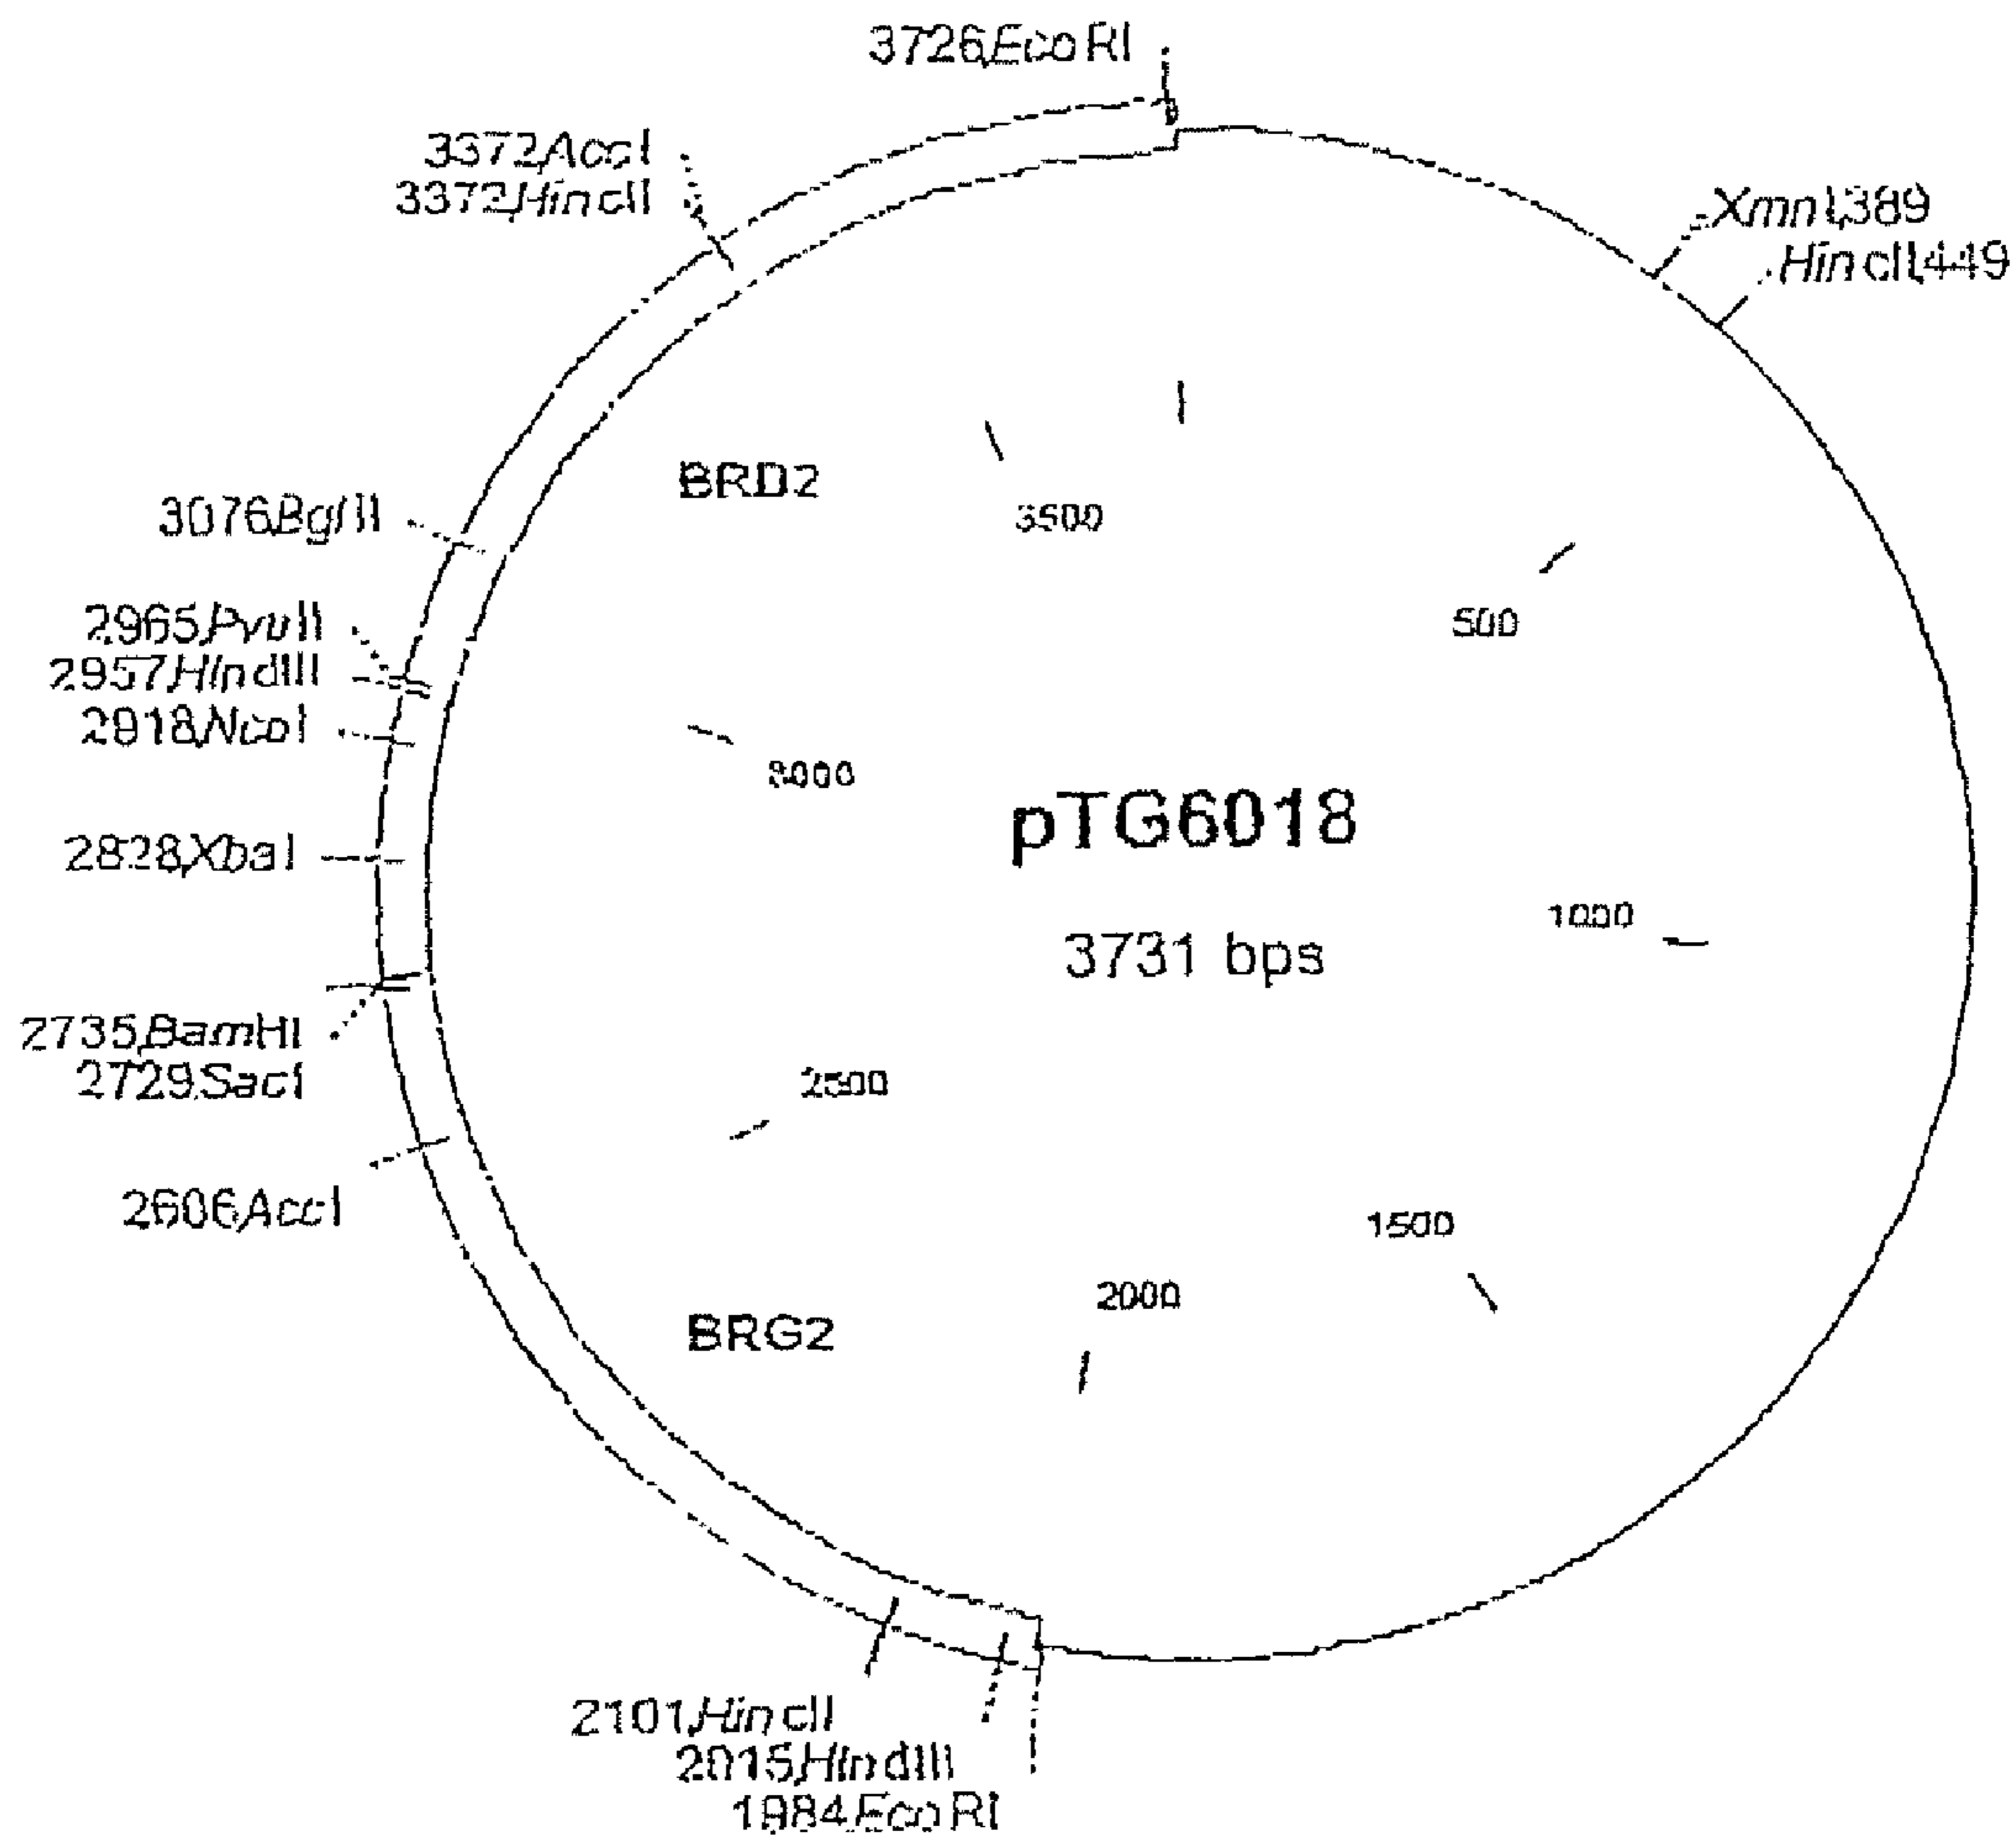 3726 EcoRI
3372 AccI
3372 HincII
XmnI,389
HincII,449
BRD2
3500
3076 BglII
500
2965 PvuII
2957 HindIII
2918 NcoI
3000
pTG6018
2828 XbaI
1000
3731 bps
2735 BamHI
2729 SacI
2500
2606 AccI
1500
2000
BRG2
2101 HincII
2015 HindIII
1984 EcoRI